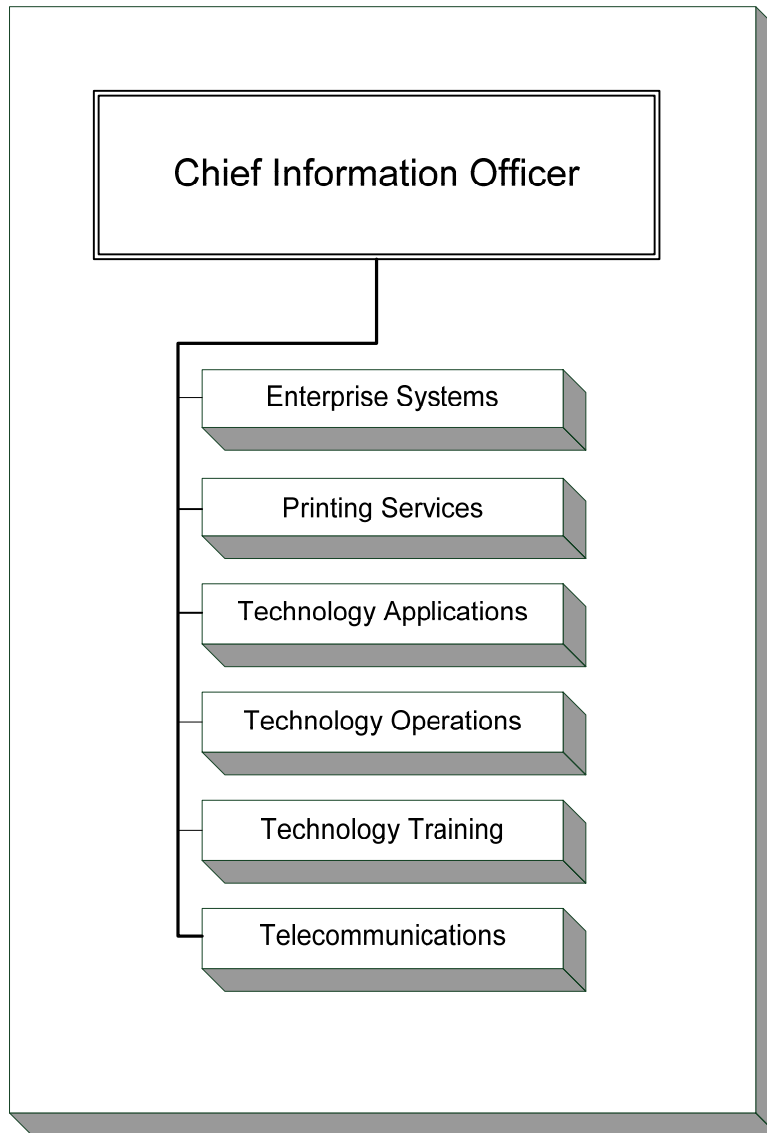 Chief Information Officer
Enterprise Systems
Printing Services
Technology Applications
Technology Operations
Technology Training
Telecommunications